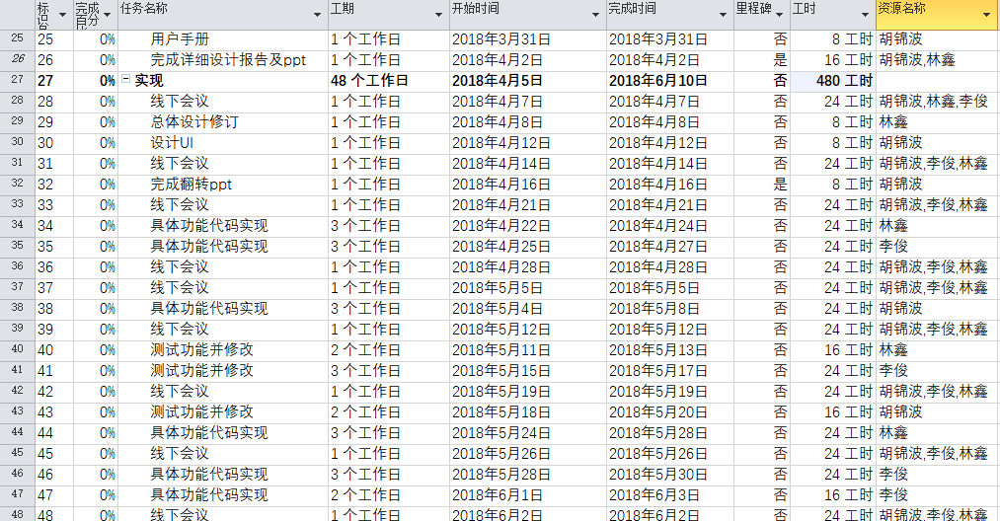 标识号 完成百分比 任务名称 工期 开始时间 完成时间 里程碑 工时 资源名称
25 25 0% 用户手册 1 个工作日 2018年3月31日 2018年3月31日 否 8 工时 胡锦波
26 26 0% 完成详细设计报告及ppt 1 个工作日 2018年4月2日 2018年4月2日 是 16 工时 胡锦波,林鑫
27 27 0% 实现 48 个工作日 2018年4月5日 2018年6月10日 否 480 工时
28 28 0% 线下会议 1 个工作日 2018年4月7日 2018年4月7日 否 24 工时 胡锦波,林鑫,李俊
29 29 0% 总体设计修订 1 个工作日 2018年4月8日 2018年4月8日 否 8 工时 林鑫
30 30 0% 设计UI 1 个工作日 2018年4月12日 2018年4月12日 否 8 工时 胡锦波
31 31 0% 线下会议 1 个工作日 2018年4月14日 2018年4月14日 否 24 工时 胡锦波,李俊,林鑫
32 32 0% 完成翻转ppt 1 个工作日 2018年4月16日 2018年4月16日 是 8 工时 胡锦波
33 33 0% 线下会议 1 个工作日 2018年4月21日 2018年4月21日 否 24 工时 胡锦波,李俊,林鑫
34 34 0% 具体功能代码实现 3 个工作日 2018年4月22日 2018年4月24日 否 24 工时 林鑫
35 35 0% 具体功能代码实现 3 个工作日 2018年4月25日 2018年4月27日 否 24 工时 李俊
36 36 0% 线下会议 1 个工作日 2018年4月28日 2018年4月28日 否 24 工时 胡锦波,李俊,林鑫
37 37 0% 线下会议 1 个工作日 2018年5月5日 2018年5月5日 否 24 工时 胡锦波,李俊,林鑫
38 38 0% 具体功能代码实现 3 个工作日 2018年5月4日 2018年5月8日 否 24 工时 胡锦波
39 39 0% 线下会议 1 个工作日 2018年5月12日 2018年5月12日 否 24 工时 胡锦波,李俊,林鑫
40 40 0% 测试功能并修改 2 个工作日 2018年5月11日 2018年5月13日 否 16 工时 林鑫
41 41 0% 测试功能并修改 3 个工作日 2018年5月15日 2018年5月17日 否 24 工时 李俊
42 42 0% 线下会议 1 个工作日 2018年5月19日 2018年5月19日 否 24 工时 胡锦波,李俊,林鑫
43 43 0% 测试功能并修改 2 个工作日 2018年5月18日 2018年5月20日 否 16 工时 胡锦波
44 44 0% 具体功能代码实现 3 个工作日 2018年5月24日 2018年5月28日 否 24 工时 林鑫
45 45 0% 线下会议 1 个工作日 2018年5月26日 2018年5月26日 否 24 工时 胡锦波,李俊,林鑫
46 46 0% 具体功能代码实现 3 个工作日 2018年5月28日 2018年5月30日 否 24 工时 李俊
47 47 0% 具体功能代码实现 2 个工作日 2018年6月1日 2018年6月3日 否 16 工时 李俊
48 48 0% 线下会议 1 个工作日 2018年6月2日 2018年6月2日 否 24 工时 胡锦波,李俊,林鑫